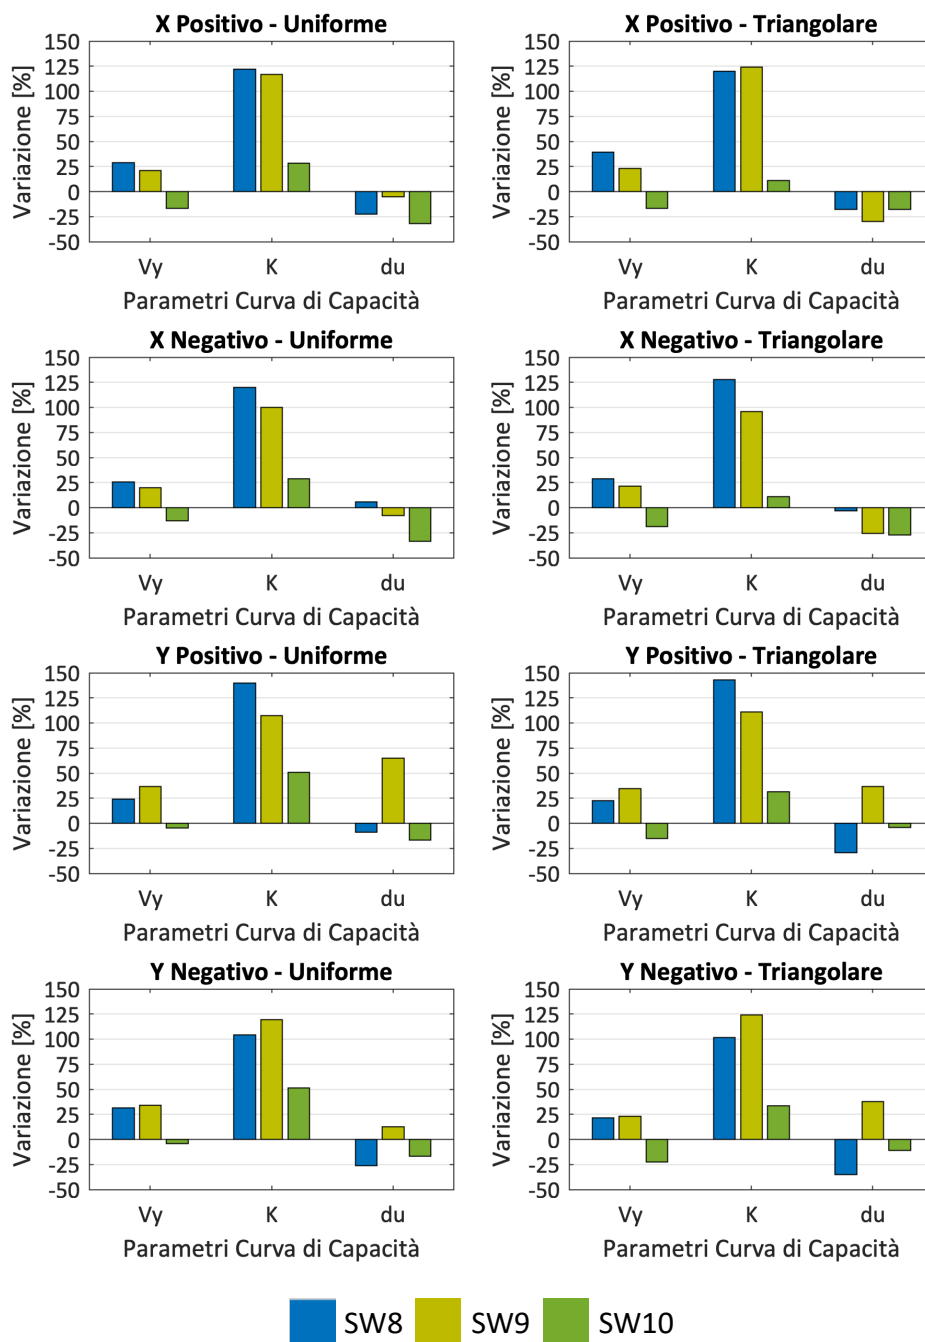 X Positivo - Uniforme
150
125
100
75
50
25
0
-25
-50
Variazione [%]
Vy K du
Parametri Curva di Capacità
X Positivo - Triangolare
150
125
100
75
50
25
0
-25
-50
Variazione [%]
Vy K du
Parametri Curva di Capacità
X Negativo - Uniforme
150
125
100
75
50
25
0
-25
-50
Variazione [%]
Vy K du
Parametri Curva di Capacità
X Negativo - Triangolare
150
125
100
75
50
25
0
-25
-50
Variazione [%]
Vy K du
Parametri Curva di Capacità
Y Positivo - Uniforme
150
125
100
75
50
25
0
-25
-50
Variazione [%]
Vy K du
Parametri Curva di Capacità
Y Positivo - Triangolare
150
125
100
75
50
25
0
-25
-50
Variazione [%]
Vy K du
Parametri Curva di Capacità
Y Negativo - Uniforme
150
125
100
75
50
25
0
-25
-50
Variazione [%]
Vy K du
Parametri Curva di Capacità
Y Negativo - Triangolare
150
125
100
75
50
25
0
-25
-50
Variazione [%]
Vy K du
Parametri Curva di Capacità
SW8 SW9 SW10